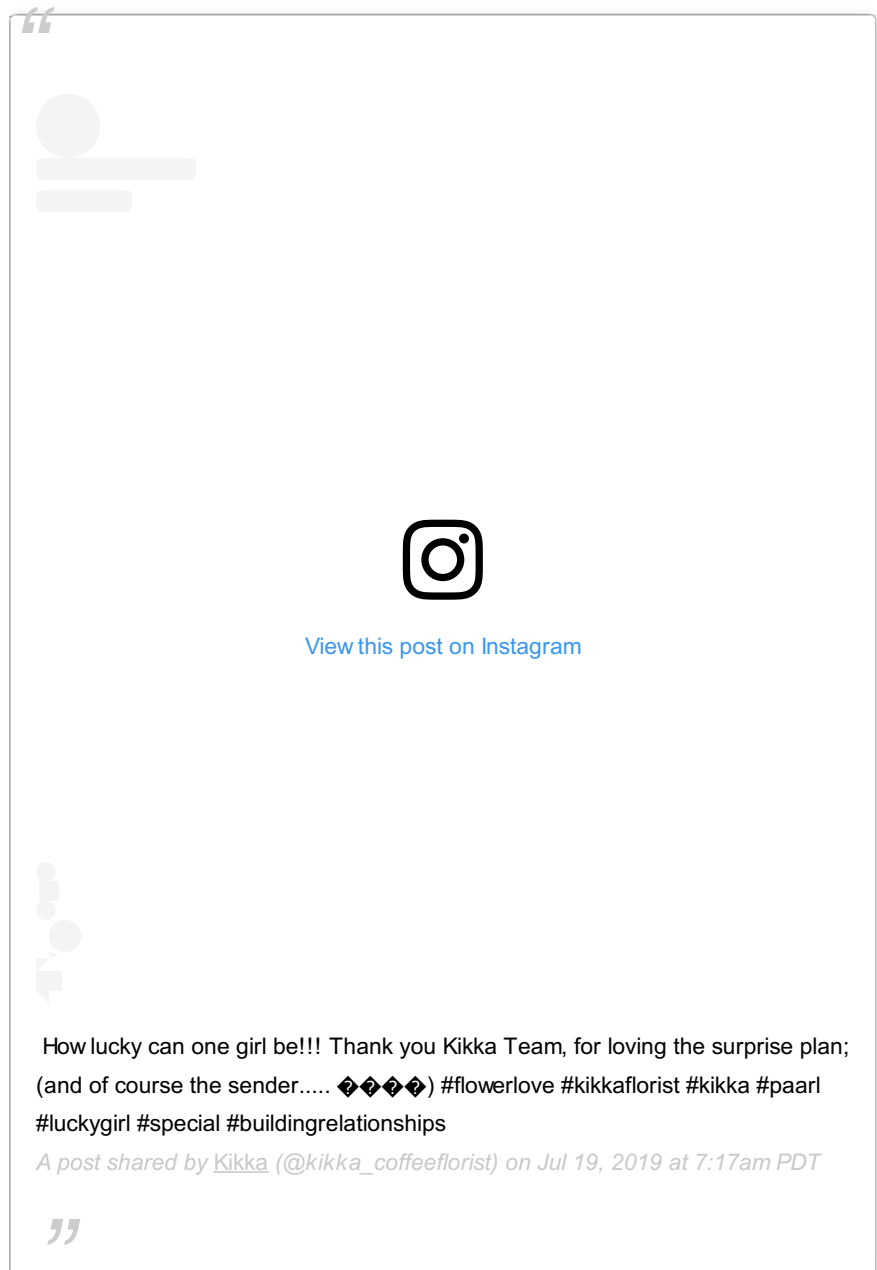 “
View this post on Instagram
How lucky can one girl be!!! Thank you Kikka Team, for loving the surprise plan;
(and of course the sender..... ����) #flowerlove #kikkaflorist #kikka #paarl
#luckygirl #special #buildingrelationships
A post shared by Kikka (@kikka_coffeeflorist) on Jul 19, 2019 at 7:17am PDT
”